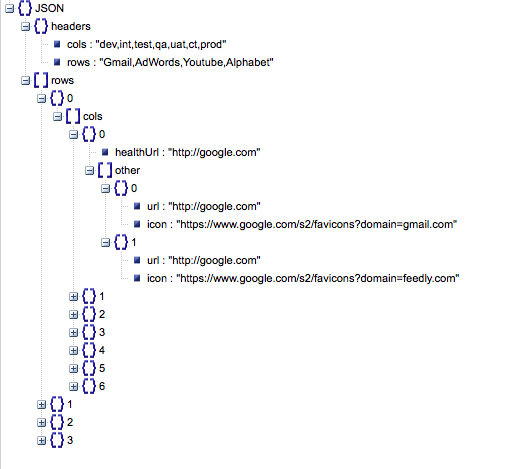 JSON
headers
cols : "dev,int,test,qa,uat,ct,prod"
rows : "Gmail,AdWords,Youtube,Alphabet"
rows
0
cols
0
healthUrl : "http://google.com"
other
0
url : "http://google.com"
icon : "https://www.google.com/s2/favicons?domain=gmail.com"
1
url : "http://google.com"
icon : "https://www.google.com/s2/favicons?domain=feedly.com"
1
2
3
4
5
6
1
2
3